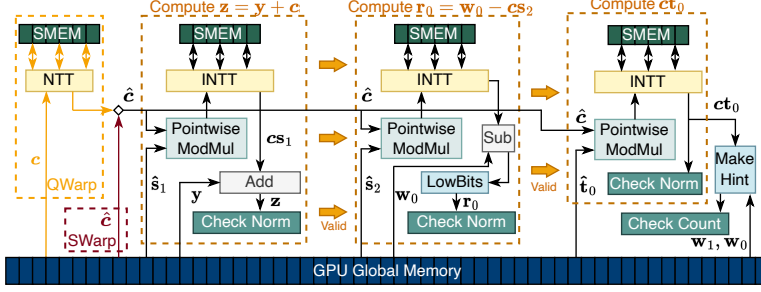 Compute z = y + c
Compute r₀ = w₀ − cs₂
Compute ct₀
SMEM
SMEM
SMEM
SMEM
NTT
INTT
INTT
INTT
ĉ
ĉ
ĉ
ct₀
Pointwise
ModMul
Pointwise
ModMul
Pointwise
ModMul
cs₁
Sub
c
QWarp
ŝ₁
y
Add
z
Check Norm
Valid
ŝ₂
w₀
LowBits
r₀
Check Norm
Valid
t̂₀
Check Norm
Make
Hint
Check Count
w₁, w₀
ĉ
SWarp
GPU Global Memory